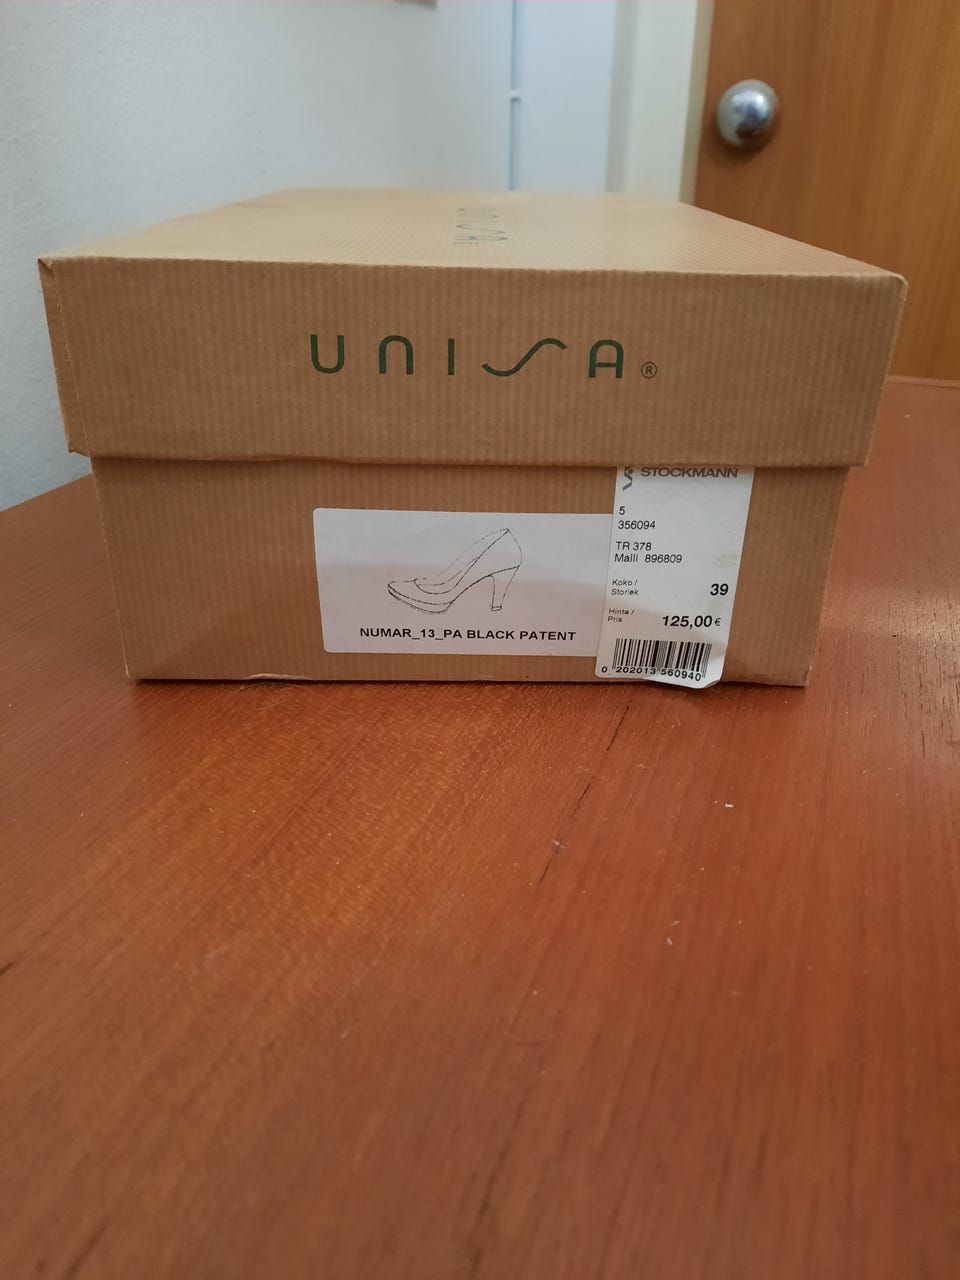 UNISA
UNISA®
STOCKMANN
5
356094
TR 378
Malli 896809
Koko /
Storlek 39
Hinta /
Pris 125,00€
0 202013 560940
NUMAR_13_PA BLACK PATENT